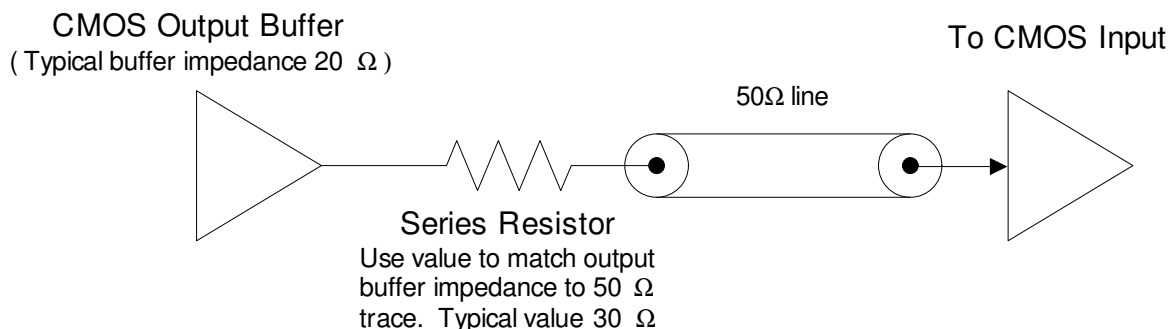 CMOS Output Buffer
( Typical buffer impedance 20 Ω )
To CMOS Input
50Ω line
Series Resistor
Use value to match output
buffer impedance to 50 Ω
trace. Typical value 30 Ω